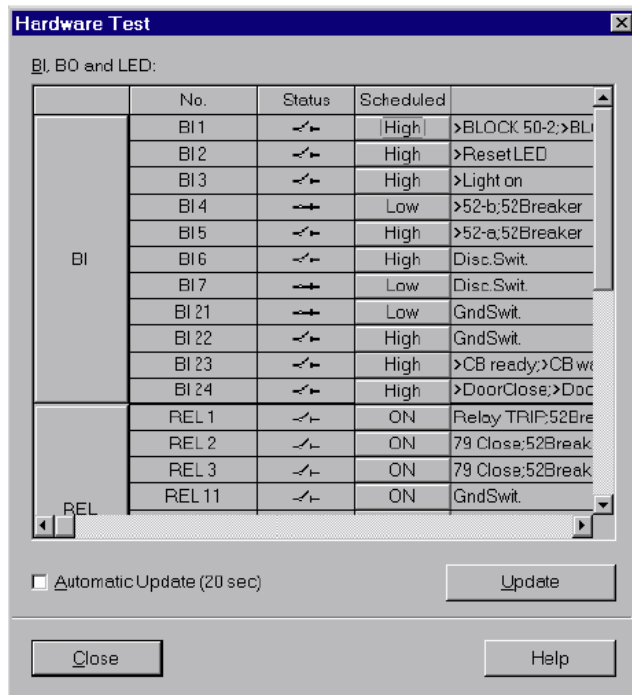 Hardware Test
BI, BO and LED:
No. Status Scheduled
BI
BI 1 High >BLOCK 50-2;>BL
BI 2 High >Reset LED
BI 3 High >Light on
BI 4 Low >52-b;52Breaker
BI 5 High >52-a;52Breaker
BI 6 High Disc.Swit.
BI 7 Low Disc.Swit.
BI 21 Low GndSwit.
BI 22 High GndSwit.
BI 23 High >CB ready;>CB wa
BI 24 High >DoorClose;>Doo
REL
REL 1 ON Relay TRIP;52Bre
REL 2 ON 79 Close;52Break
REL 3 ON 79 Close;52Break
REL 11 ON GndSwit.
Automatic Update (20 sec)
Update
Close
Help